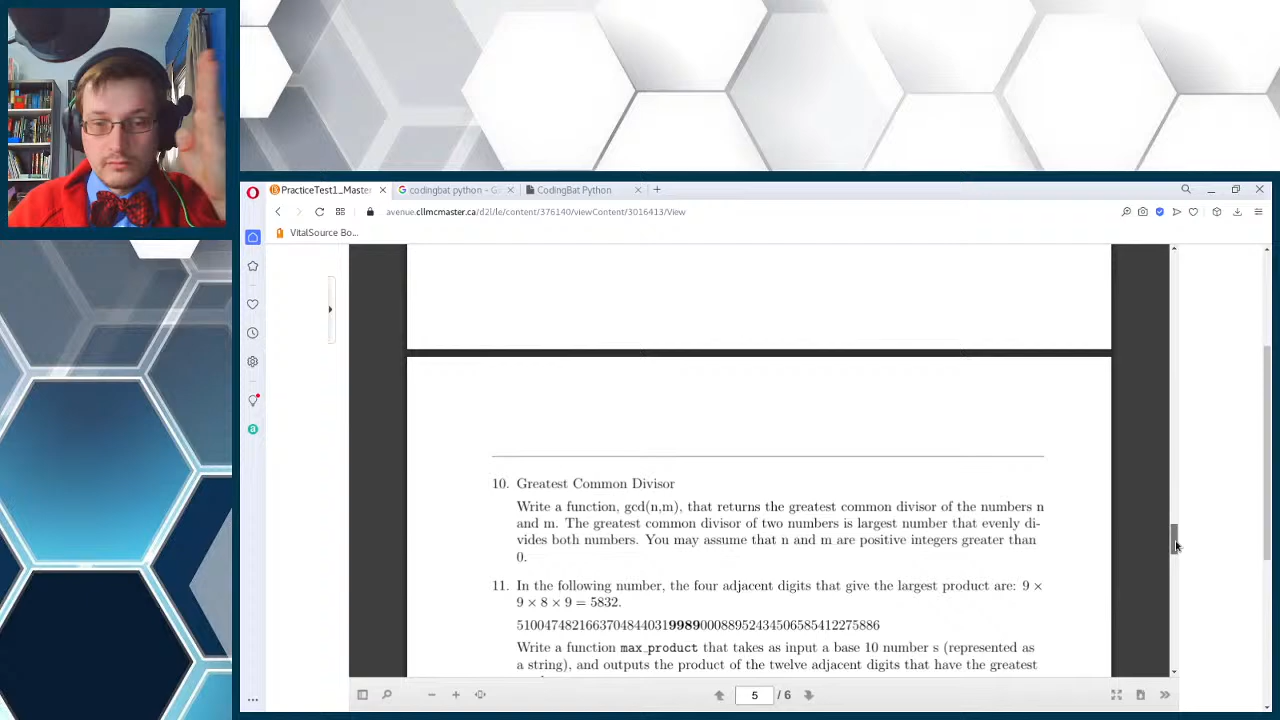 PracticeTest1_Master
codingbat python - G
CodingBat Python
avenue.cllmcmaster.ca/d2l/le/content/376140/viewContent/3016413/View
VitalSource Bo...
10. Greatest Common Divisor
Write a function, gcd(n,m), that returns the greatest common divisor of the numbers n
and m. The greatest common divisor of two numbers is largest number that evenly di-
vides both numbers. You may assume that n and m are positive integers greater than
0.
11. In the following number, the four adjacent digits that give the largest product are: 9 ×
9 × 8 × 9 = 5832.
5100474821663704844031998900088952434506585412275886
Write a function max_product that takes as input a base 10 number s (represented as
a string), and outputs the product of the twelve adjacent digits that have the greatest
5 / 6